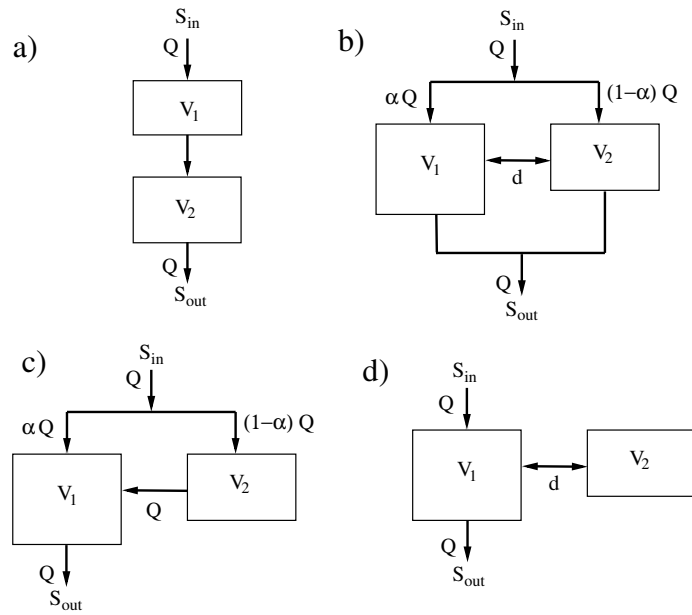 a)
S_in
Q
V_1
V_2
Q
S_out
b)
S_in
Q
αQ
(1−α) Q
V_1
d
V_2
Q
S_out
c)
S_in
Q
αQ
(1−α) Q
V_1
Q
V_2
Q
S_out
d)
S_in
Q
V_1
d
V_2
Q
S_out